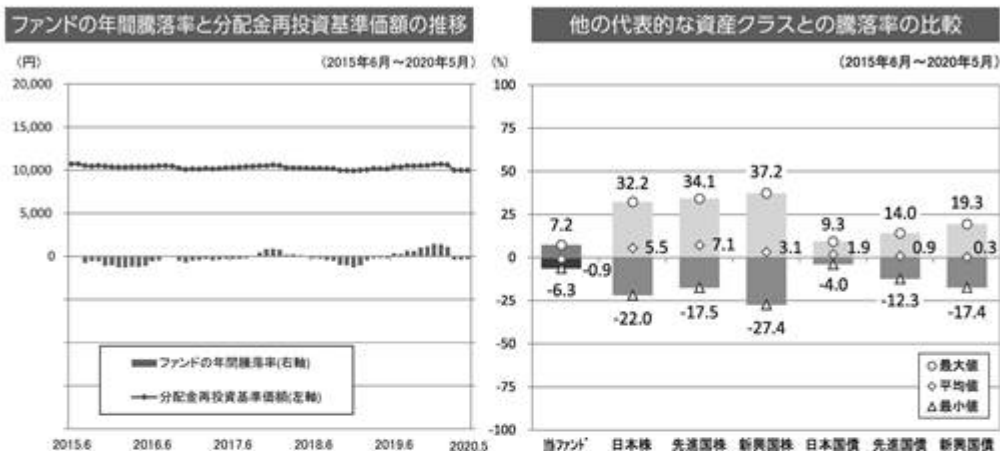 ファンドの年間騰落率と分配金再投資基準価額の推移
(円)
(2015年6月～2020年5月)
20,000
15,000
10,000
5,000
0
ファンドの年間騰落率(右軸)
分配金再投資基準価額(左軸)
2015.6 2016.6 2017.6 2018.6 2019.6 2020.5
他の代表的な資産クラスとの騰落率の比較
(%)
(2015年6月～2020年5月)
100
75
50
25
0
-25
-50
-75
-100
7.2 32.2 34.1 37.2 9.3 14.0 19.3
-0.9 5.5 7.1 3.1 1.9 0.9 0.3
-6.3 -22.0 -17.5 -27.4 -4.0 -12.3 -17.4
最大値
平均値
最小値
当ファンド 日本株 先進国株 新興国株 日本国債 先進国債 新興国債